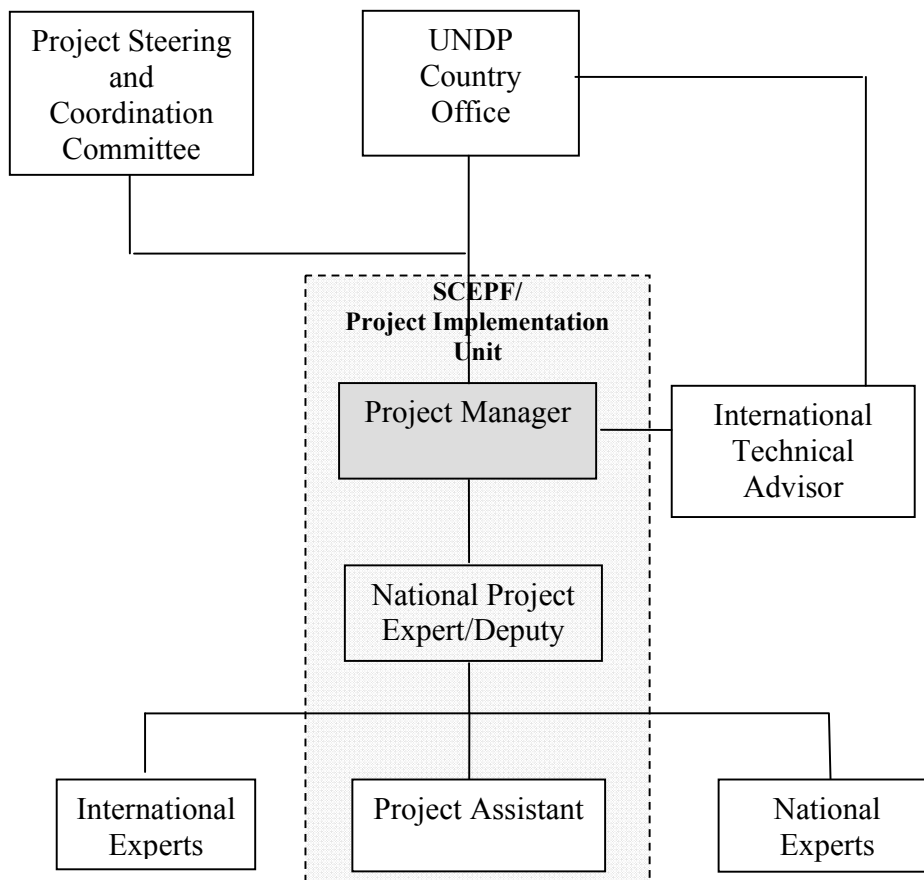 Project Steering
and
Coordination
Committee
UNDP
Country
Office
SCEPF/
Project Implementation
Unit
Project Manager
International
Technical
Advisor
National Project
Expert/Deputy
International
Experts
Project Assistant
National
Experts